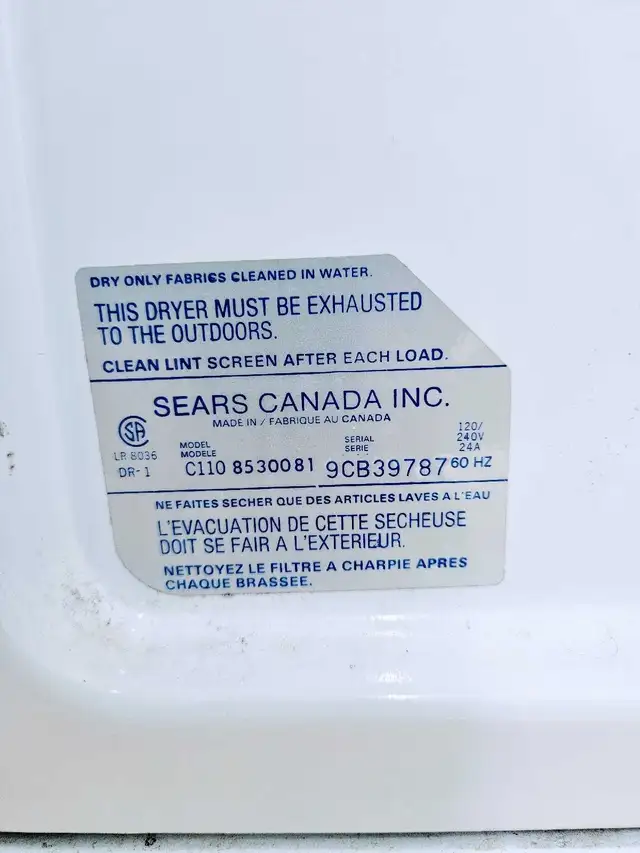 DRY ONLY FABRICS CLEANED IN WATER.
THIS DRYER MUST BE EXHAUSTED
TO THE OUTDOORS.
CLEAN LINT SCREEN AFTER EACH LOAD.
SEARS CANADA INC.
MADE IN / FABRIQUE AU CANADA
SA
LR 8036
DR-1
MODEL
MODELE
C110 8530081
SERIAL
SERIE
9CB39787
120/
240V
24A
60 HZ
NE FAITES SECHER QUE DES ARTICLES LAVES A L'EAU
L'EVACUATION DE CETTE SECHEUSE
DOIT SE FAIR A L'EXTERIEUR.
NETTOYEZ LE FILTRE A CHARPIE APRES
CHAQUE BRASSEE.